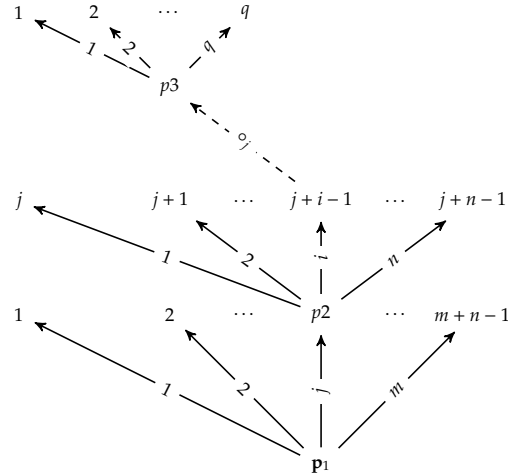 1 2 ⋯ q
1 2 q
p3
∘j
j j+1 ⋯ j+i−1 ⋯ j+n−1
1 2 i n
1 2 ⋯ p2 ⋯ m+n−1
1 2 j m
p1